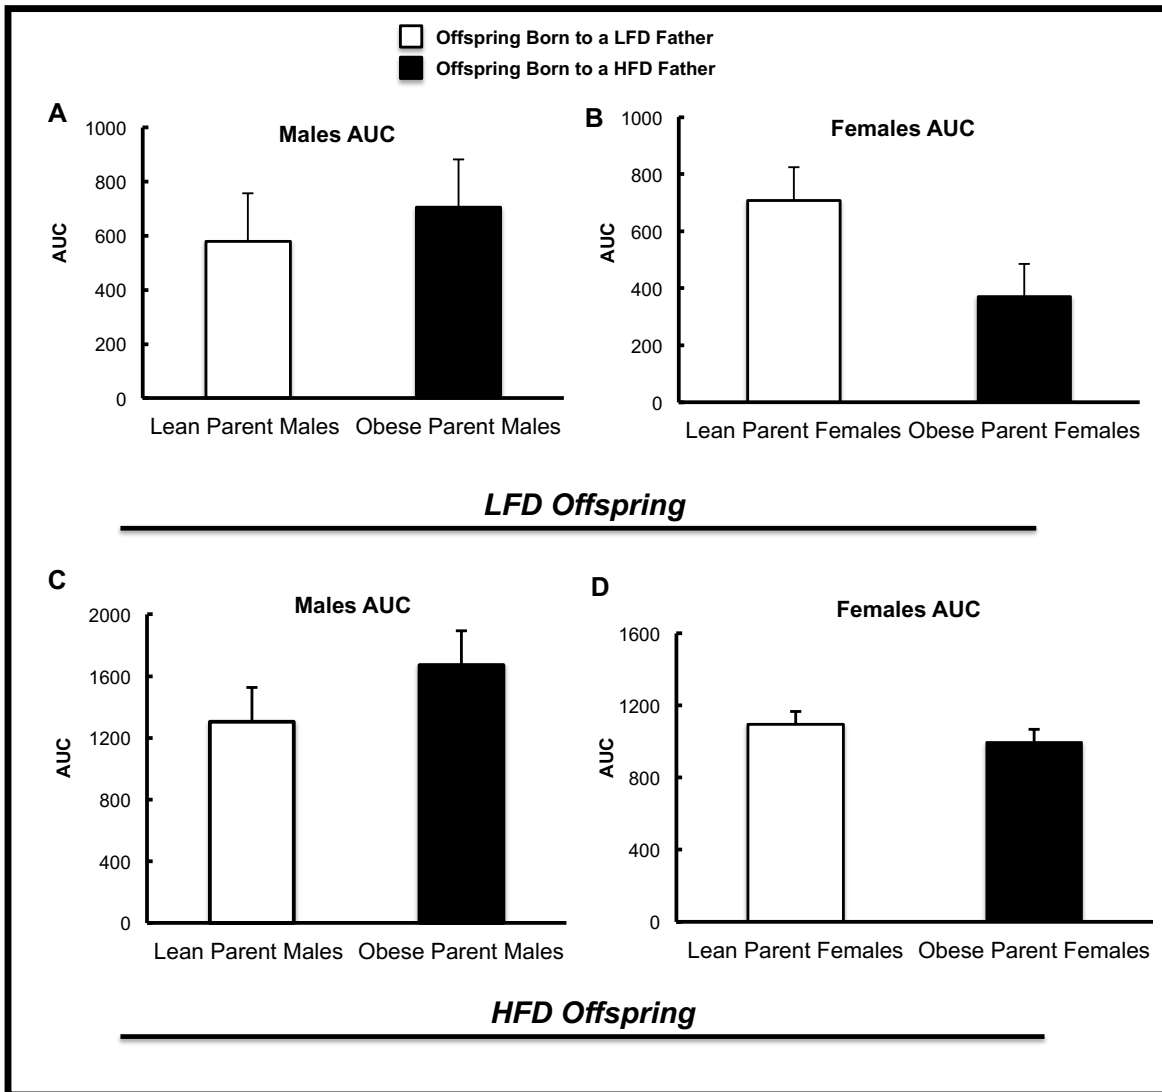 Offspring Born to a LFD Father
Offspring Born to a HFD Father
A
Males AUC
1000
800
600
400
200
0
AUC
Lean Parent Males Obese Parent Males
B
Females AUC
1000
800
600
400
200
0
AUC
Lean Parent Females Obese Parent Females
LFD Offspring
C
Males AUC
2000
1600
1200
800
400
0
AUC
Lean Parent Males Obese Parent Males
D
Females AUC
1600
1200
800
400
0
AUC
Lean Parent Females Obese Parent Females
HFD Offspring